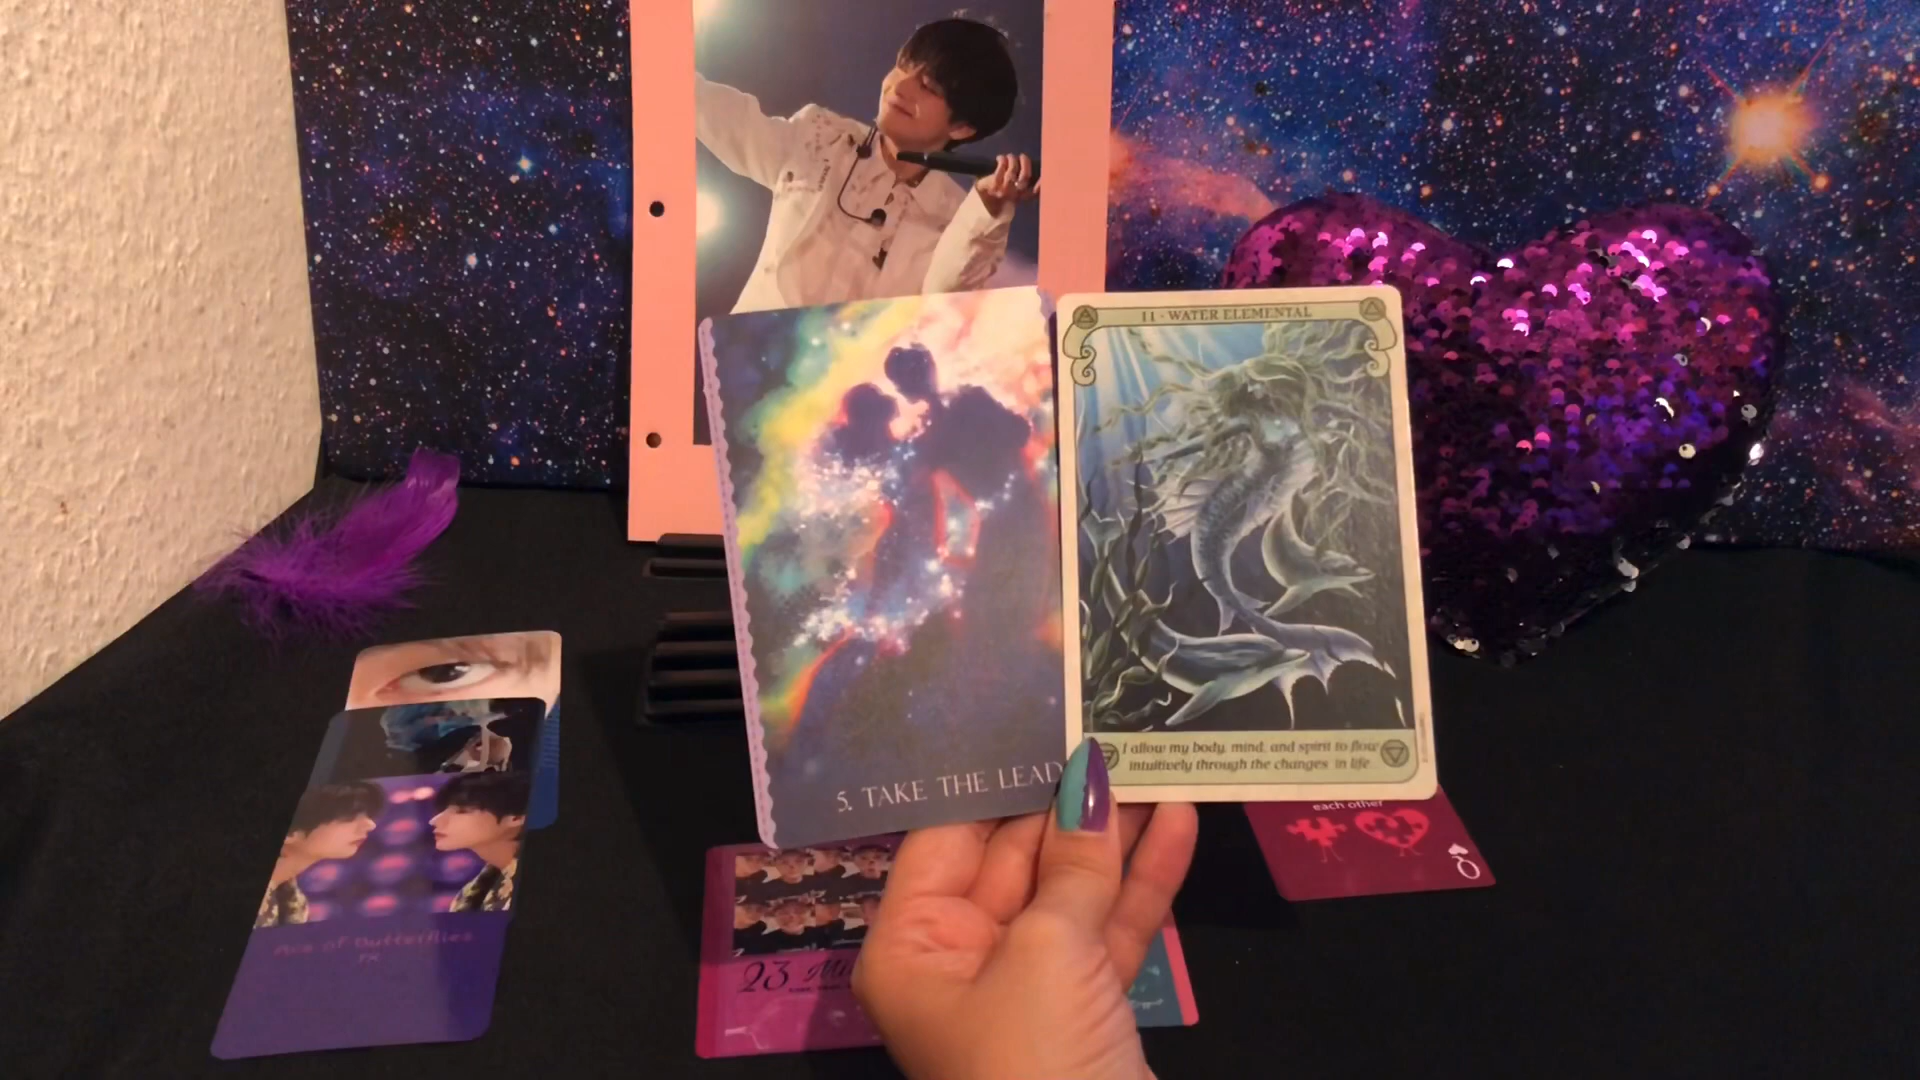 11 - WATER ELEMENTAL
I allow my body, mind, and spirit to flow
intuitively through the changes in life
5. TAKE THE LEAD
each other
Q
Ace of Butterflies
23